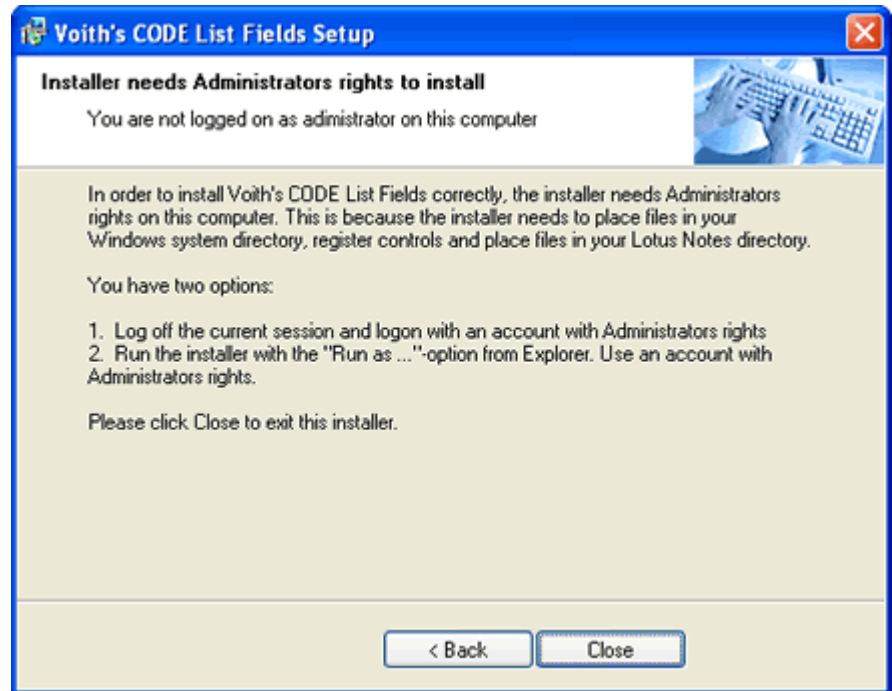 Voith's CODE List Fields Setup
Installer needs Administrators rights to install
You are not logged on as adimistrator on this computer
In order to install Voith's CODE List Fields correctly, the installer needs Administrators
rights on this computer. This is because the installer needs to place files in your
Windows system directory, register controls and place files in your Lotus Notes directory.
You have two options:
1. Log off the current session and logon with an account with Administrators rights
2. Run the installer with the "Run as ..."-option from Explorer. Use an account with
Administrators rights.
Please click Close to exit this installer.
< Back
Close